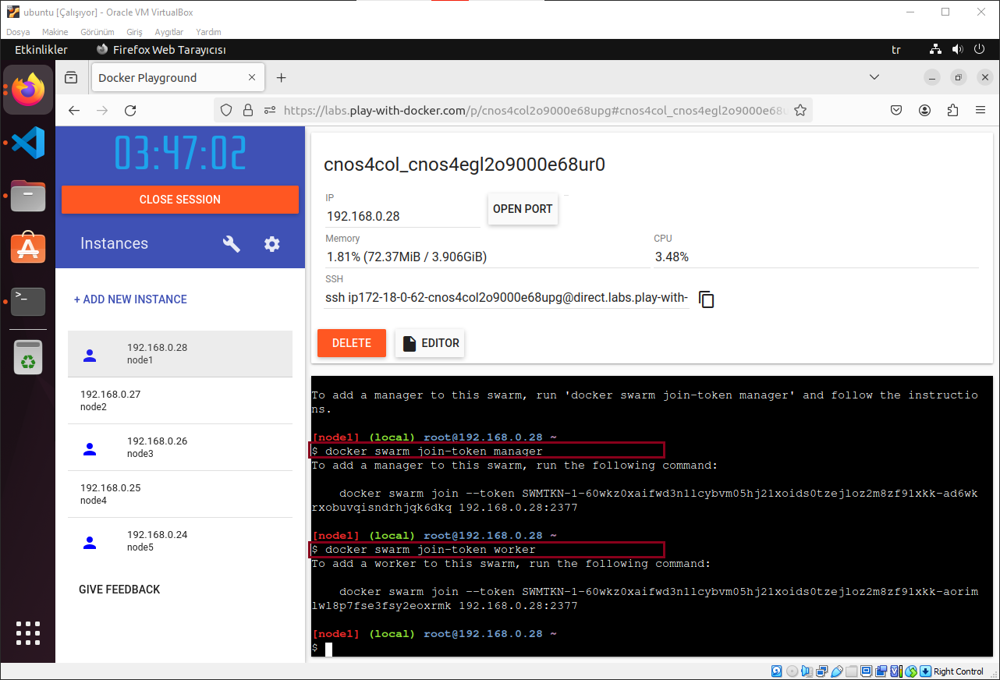 ubuntu [Çalışıyor] - Oracle VM VirtualBox
Dosya Makine Görünüm Giriş Aygıtlar Yardım
Etkinlikler Firefox Web Tarayıcısı tr
Docker Playground
https://labs.play-with-docker.com/p/cnos4col2o9000e68upg#cnos4col_cnos4egl2o9000e68u
03:47:02
CLOSE SESSION
Instances
+ ADD NEW INSTANCE
192.168.0.28
node1
192.168.0.27
node2
192.168.0.26
node3
192.168.0.25
node4
192.168.0.24
node5
GIVE FEEDBACK
cnos4col_cnos4egl2o9000e68ur0
IP
192.168.0.28
OPEN PORT
Memory
1.81% (72.37MiB / 3.906GiB)
CPU
3.48%
SSH
ssh ip172-18-0-62-cnos4col2o9000e68upg@direct.labs.play-with-
DELETE
EDITOR
To add a manager to this swarm, run 'docker swarm join-token manager' and follow the instructio
ns.
[node1] (local) root@192.168.0.28 ~
$ docker swarm join-token manager
To add a manager to this swarm, run the following command:
docker swarm join --token SWMTKN-1-60wkz0xaifwd3n1lcybvm05hj21xoids0tzejloz2m8zf91xkk-ad6wk
rxobuvqisndrhjqk6dkq 192.168.0.28:2377
[node1] (local) root@192.168.0.28 ~
$ docker swarm join-token worker
To add a worker to this swarm, run the following command:
docker swarm join --token SWMTKN-1-60wkz0xaifwd3n1lcybvm05hj21xoids0tzejloz2m8zf91xkk-aorim
lwl8p7fse3fsy2eoxrmk 192.168.0.28:2377
[node1] (local) root@192.168.0.28 ~
$
Right Control